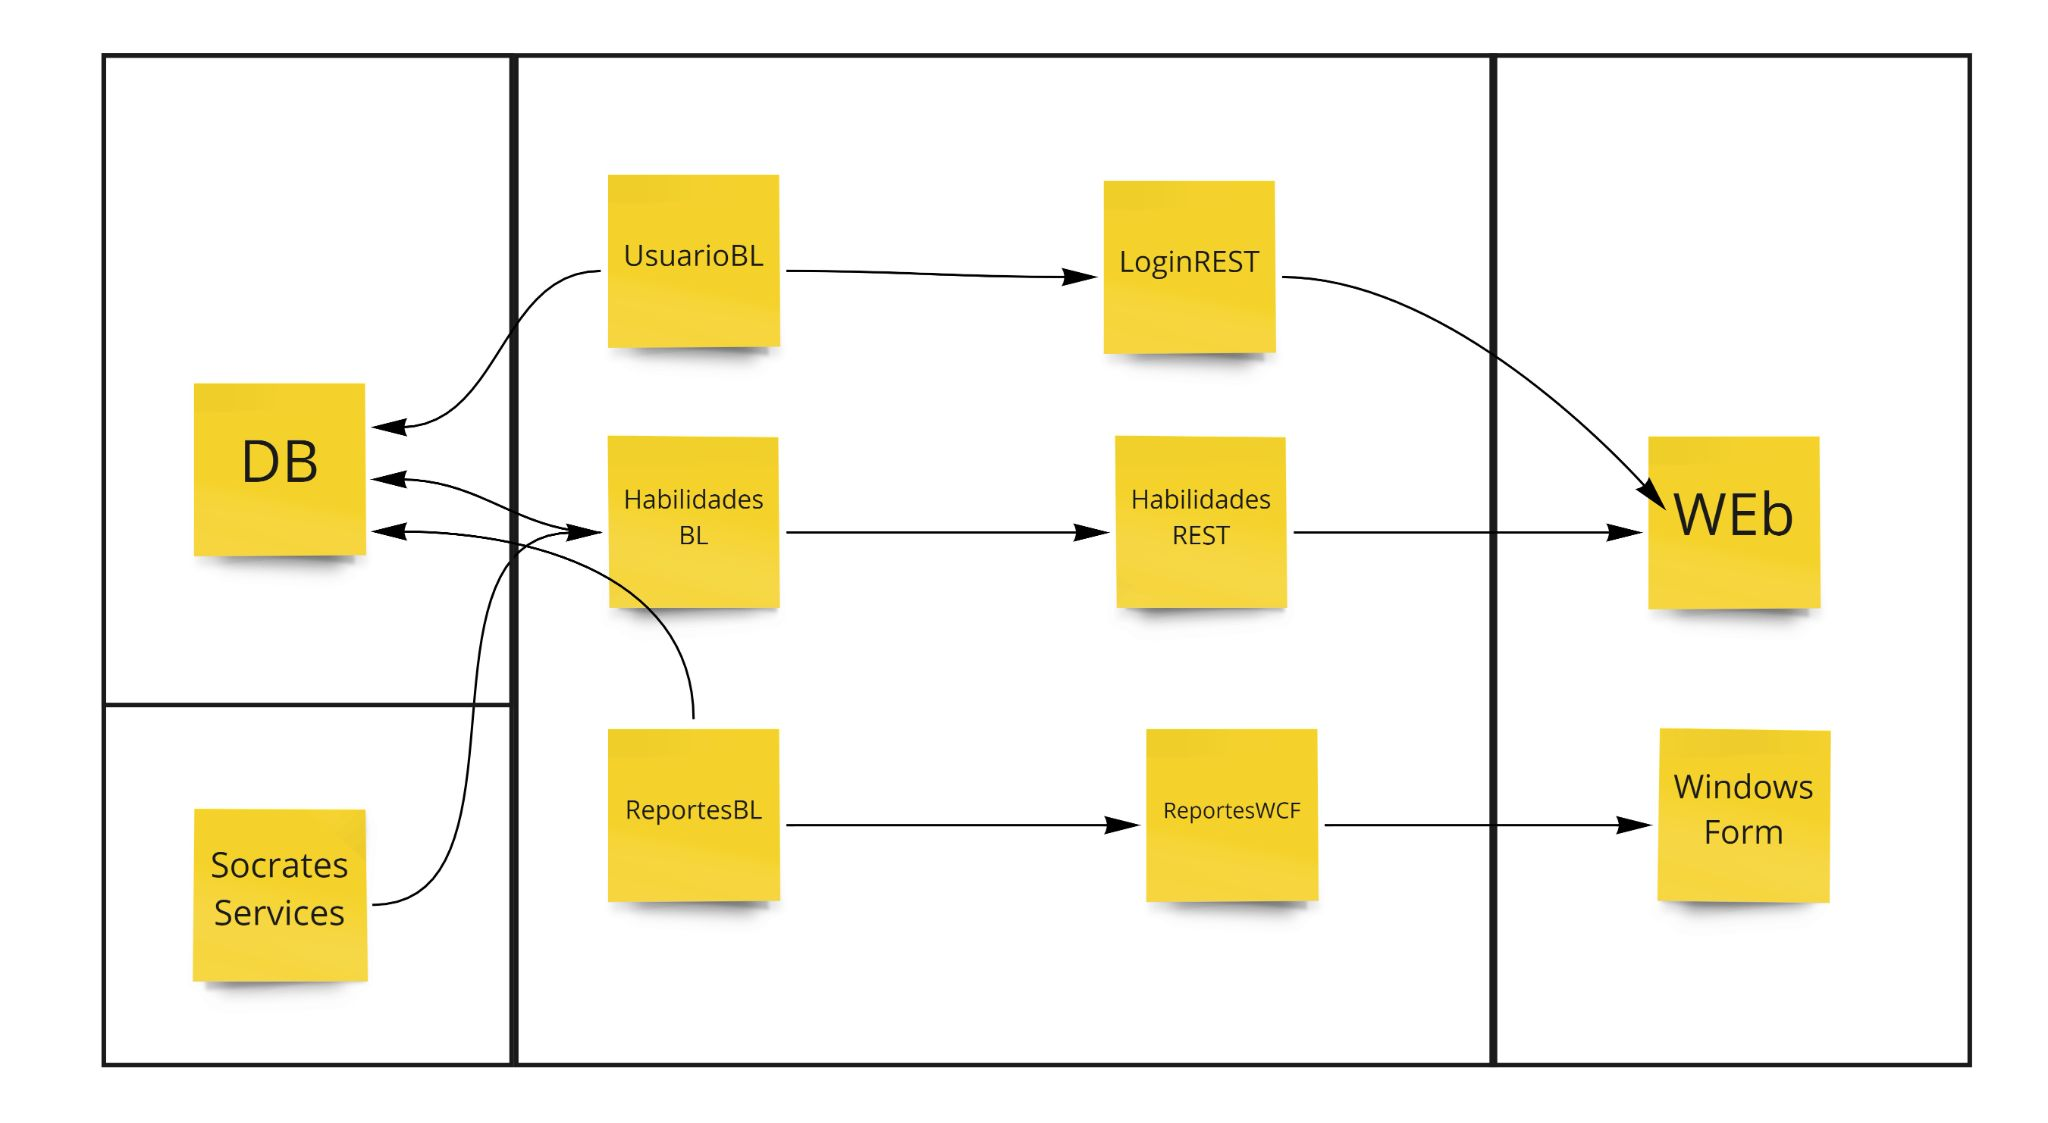 UsuarioBL
LoginREST
DB
Habilidades
BL
Habilidades
REST
WEb
Socrates
Services
ReportesBL
ReportesWCF
Windows
Form